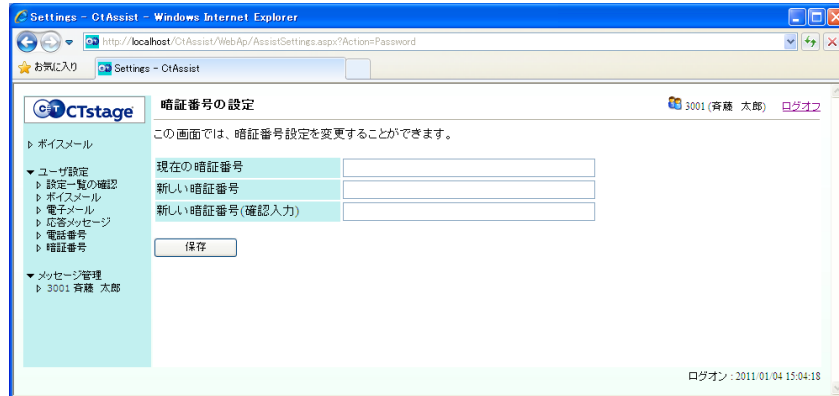 Settings - CtAssist - Windows Internet Explorer
http://localhost/CtAssist/WebAp/AssistSettings.aspx?Action=Password
お気に入り Settings - CtAssist
CTstage 暗証番号の設定 3001 (斉藤 太郎) ログオフ
この画面では、暗証番号設定を変更することができます。
ボイスメール
現在の暗証番号
新しい暗証番号
新しい暗証番号(確認入力)
保存
ユーザ設定
設定一覧の確認
ボイスメール
電子メール
応答メッセージ
電話番号
暗証番号
メッセージ管理
3001 斉藤 太郎
ログオン : 2011/01/04 15:04:18